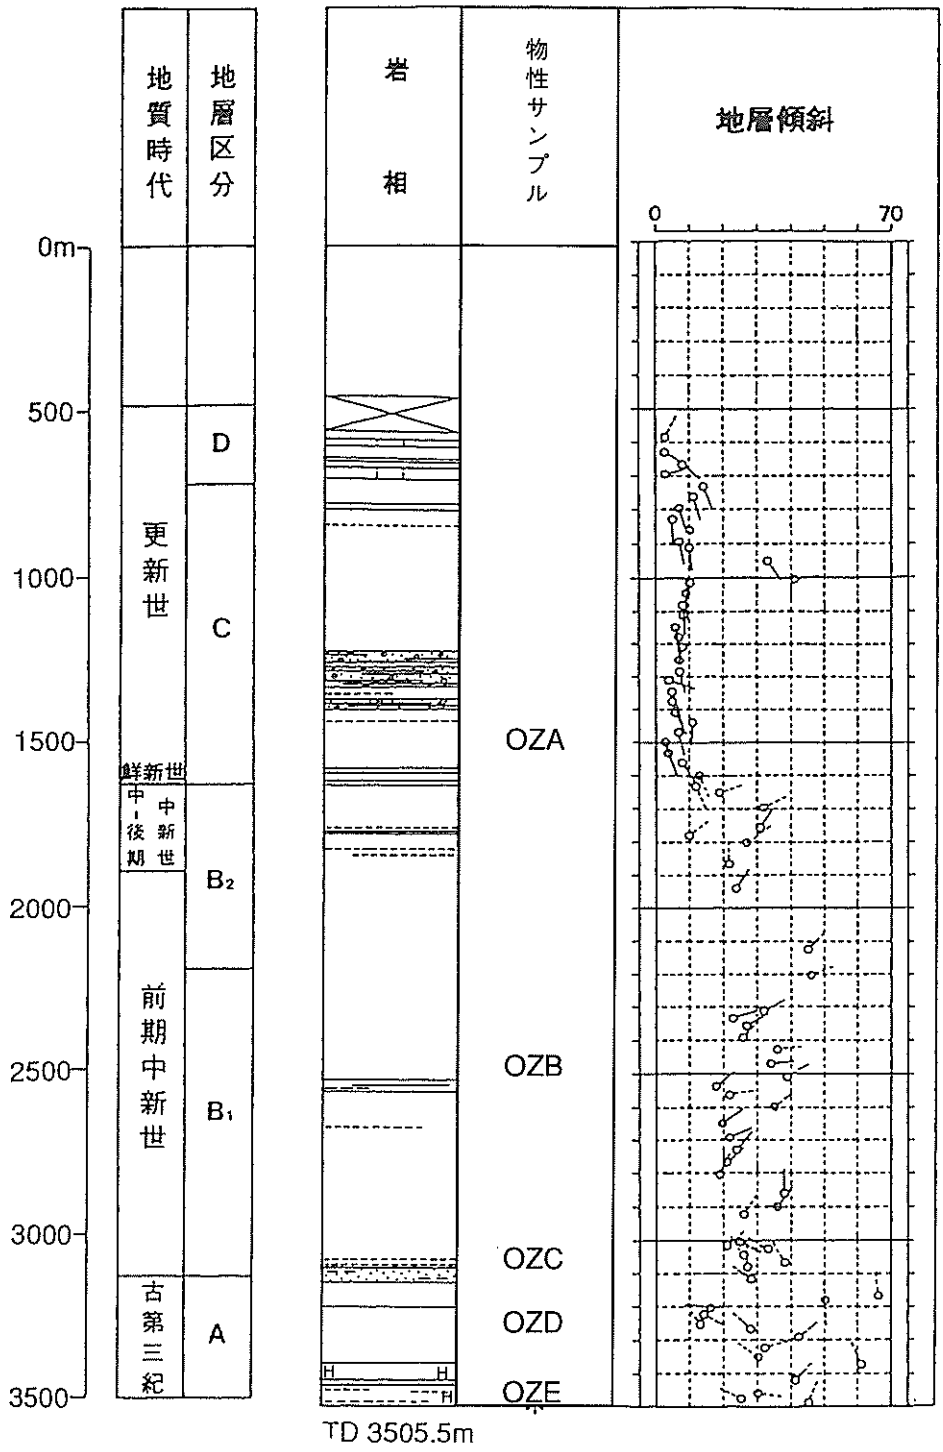 地質時代
地層区分
岩相
物性サンプル
地層傾斜
0
70
0m
500
D
更新世
1000
C
1500
OZA
鮮新世
中-後期
中新世
B₂
2000
前期中新世
2500
OZB
B₁
3000
OZC
古第三紀
A
OZD
H
H
H
3500
OZE
TD 3505.5m